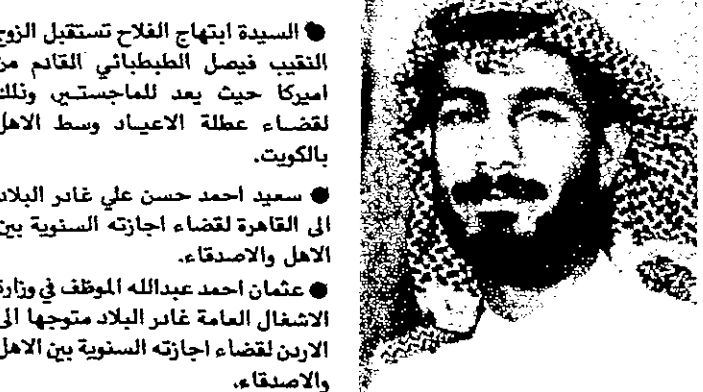 ● السيدة ابتهاج الفلاح تستقبل الزوج
النقيب فيصل الطبطبائي القادم من
اميركا حيث يعد للماجستير وذلك
لقضاء عطلة الاعياد وسط الاهل
بالكويت.
● سعيد احمد حسن علي غادر البلاد
الى القاهرة لقضاء اجازته السنوية بين
الاهل والاصدقاء.
● عثمان احمد عبدالله الموظف في وزارة
الاشغال العامة غادر البلاد متوجها الى
الاردن لقضاء اجازته السنوية بين الاهل
والاصدقاء.